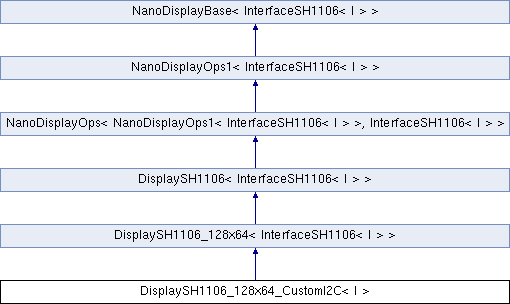 NanoDisplayBase< InterfaceSH1106< I > >
NanoDisplayOps1< InterfaceSH1106< I > >
NanoDisplayOps< NanoDisplayOps1< InterfaceSH1106< I > >, InterfaceSH1106< I > >
DisplaySH1106< InterfaceSH1106< I > >
DisplaySH1106_128x64< InterfaceSH1106< I > >
DisplaySH1106_128x64_CustomI2C< I >